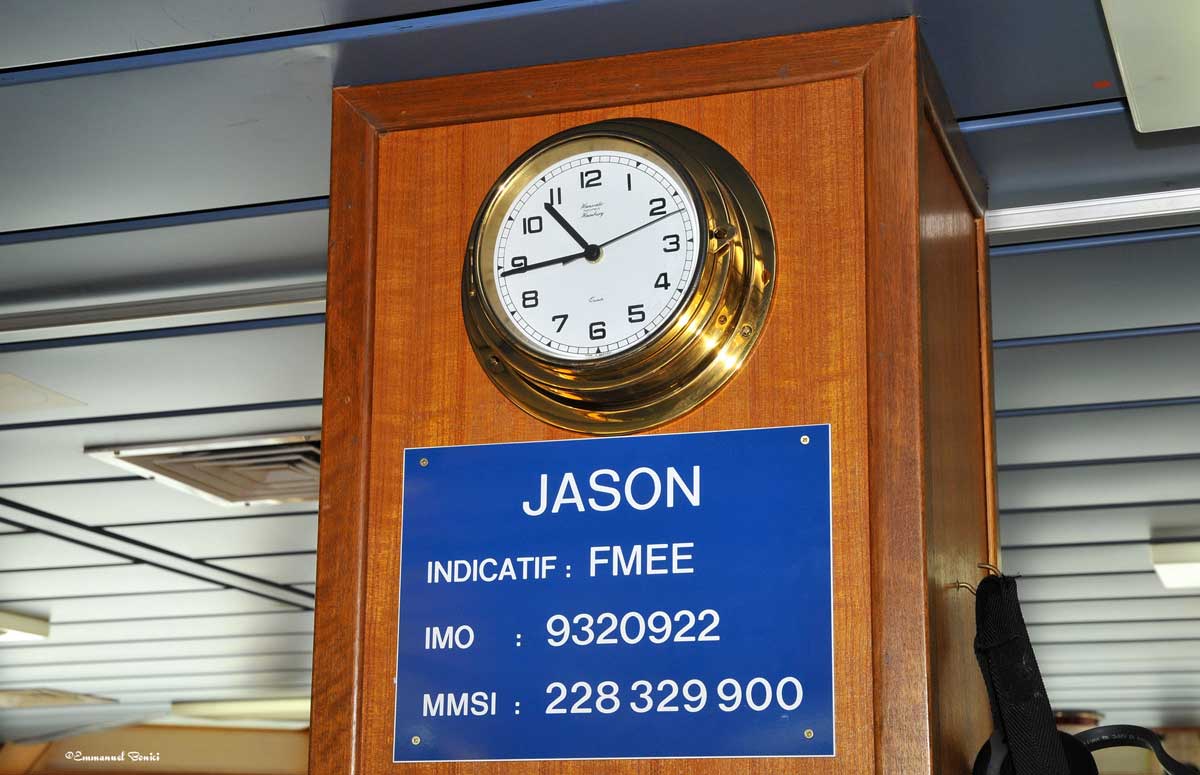 12
11 1
10 2
9 3
8 4
7 5
6
Hamburg
JASON
INDICATIF : FMEE
IMO : 9320922
MMSI : 228 329 900
©Emmanuel Bonici